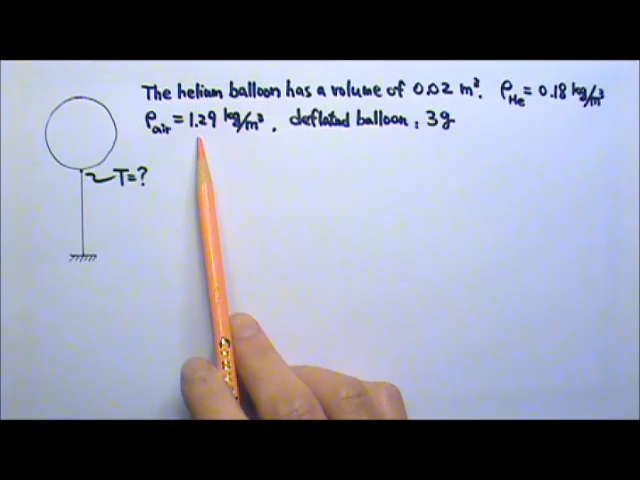 The helium balloon has a volume of 0.02 m³. ρHe = 0.18 kg/m³
ρair = 1.29 kg/m³, deflated balloon: 3g
T=?